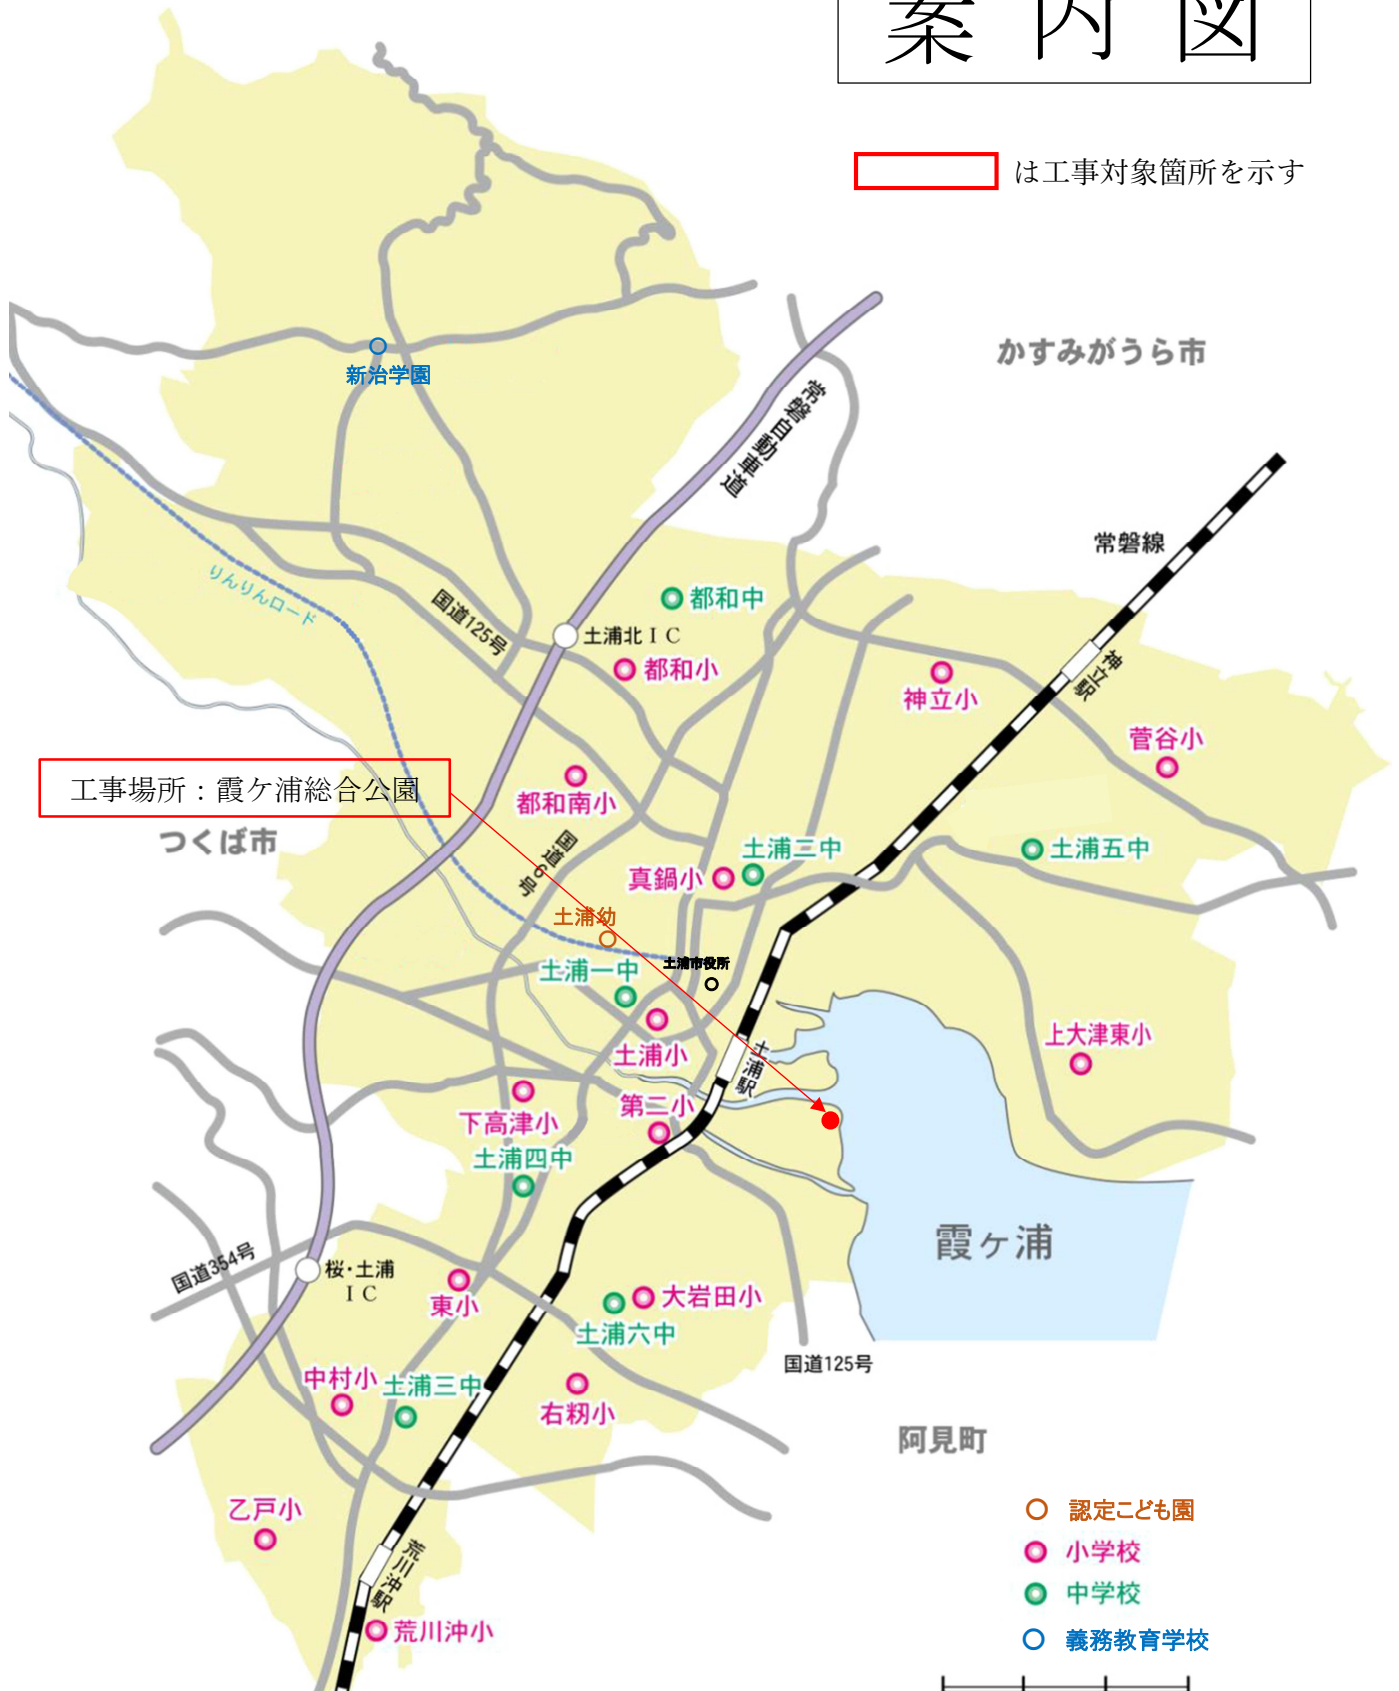 案内図
は工事対象箇所を示す
かすみがうら市
新治学園
常磐自動車道
常磐線
りんりんロード
国道125号
都和中
土浦北ＩＣ
都和小
神立駅
神立小
菅谷小
工事場所：霞ケ浦総合公園
都和南小
つくば市
国道6号
土浦二中
土浦五中
真鍋小
土浦幼
土浦市役所
土浦一中
上大津東小
土浦小
土浦駅
下高津小
第二小
土浦四中
霞ヶ浦
国道354号
桜・土浦
ＩＣ
東小
大岩田小
土浦六中
国道125号
中村小
土浦三中
右籾小
阿見町
乙戸小
認定こども園
小学校
荒川沖駅
中学校
荒川沖小
義務教育学校